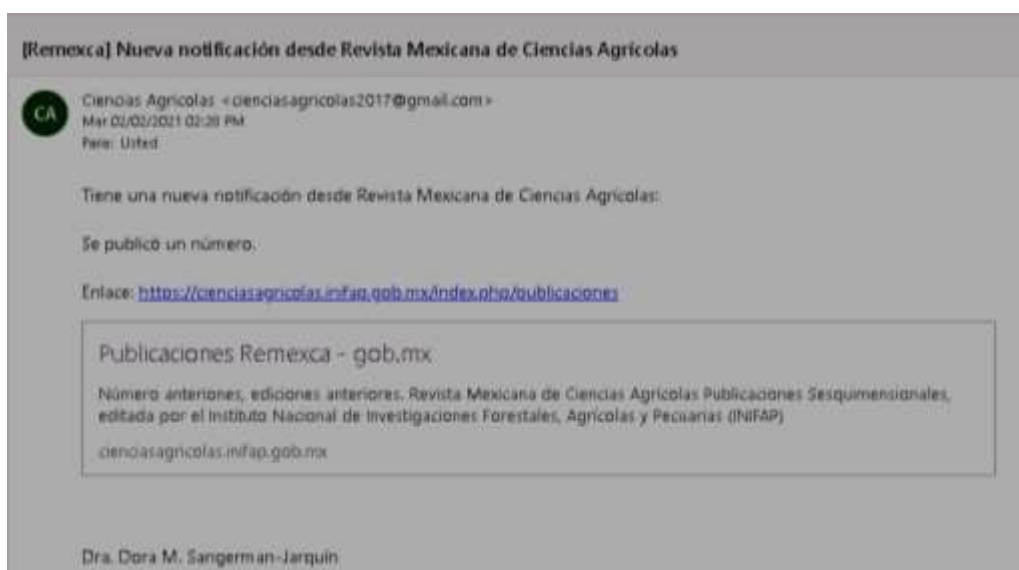 [Remexca] Nueva notificación desde Revista Mexicana de Ciencias Agrícolas
CA
Ciencias Agrícolas <cienciasagricolas2017@gmail.com>
Mar 02/02/2021 02:28 PM
Para: Usted
Tiene una nueva notificación desde Revista Mexicana de Ciencias Agrícolas:
Se publicó un número.
Enlace: https://cienciasagricolas.inifap.gob.mx/index.php/publicaciones
Publicaciones Remexca - gob.mx
Número anteriones, ediciones anteriores. Revista Mexicana de Ciencias Agrícolas Publicaciones Sesquimensionales,
editada por el Instituto Nacional de Investigaciones Forestales, Agrícolas y Pecuarias (INIFAP)
cienciasagricolas.inifap.gob.mx
Dra. Dora M. Sangerman-Jarquín